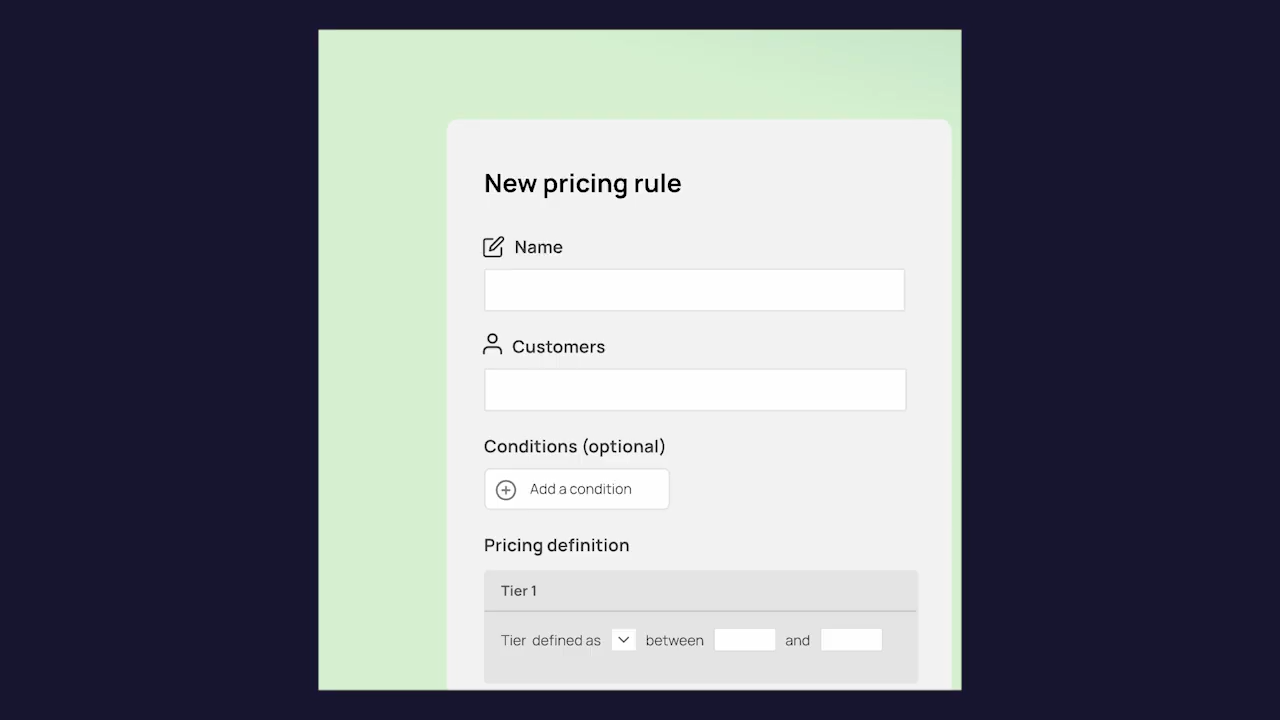 New pricing rule
Name
Customers
Conditions (optional)
Add a condition
Pricing definition
Tier 1
Tier defined as between and